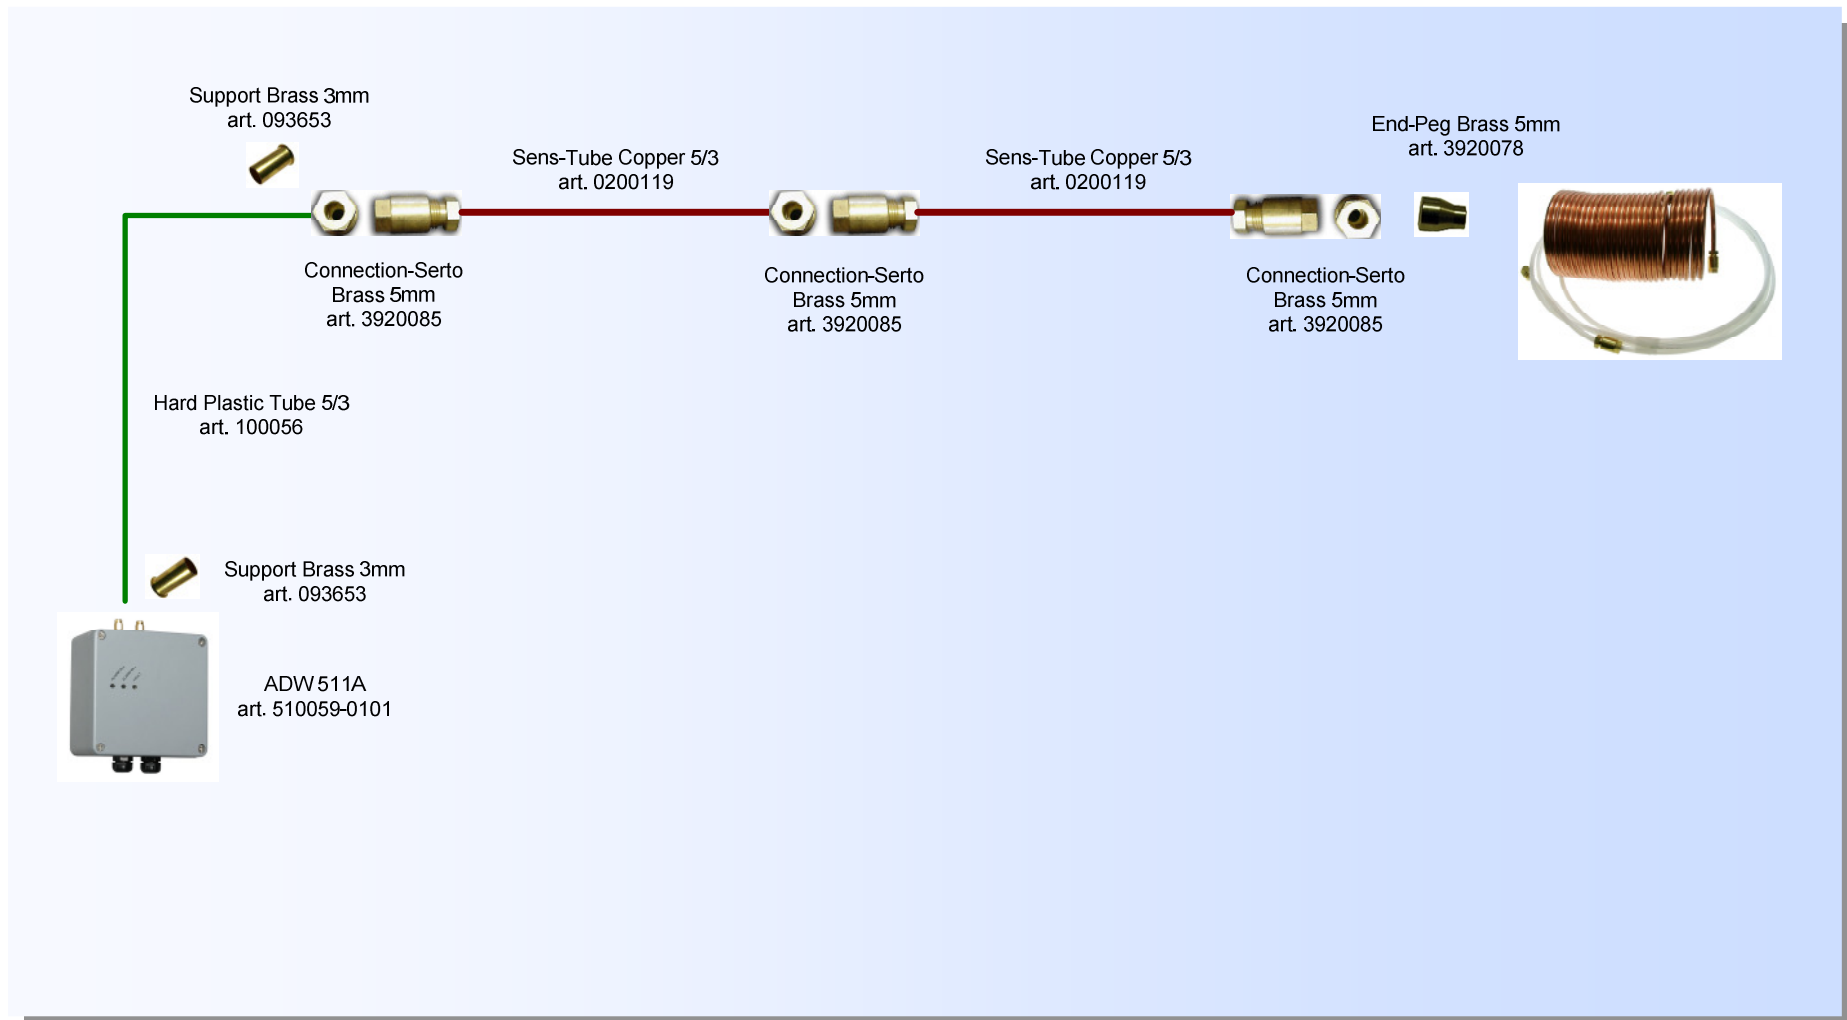 Support Brass 3mm
art. 093653
End-Peg Brass 5mm
art. 3920078
Sens-Tube Copper 5/3
art. 0200119
Sens-Tube Copper 5/3
art. 0200119
Connection-Serto
Brass 5mm
art. 3920085
Connection-Serto
Brass 5mm
art. 3920085
Connection-Serto
Brass 5mm
art. 3920085
Hard Plastic Tube 5/3
art. 100056
Support Brass 3mm
art. 093653
ADW 511A
art. 510059-0101